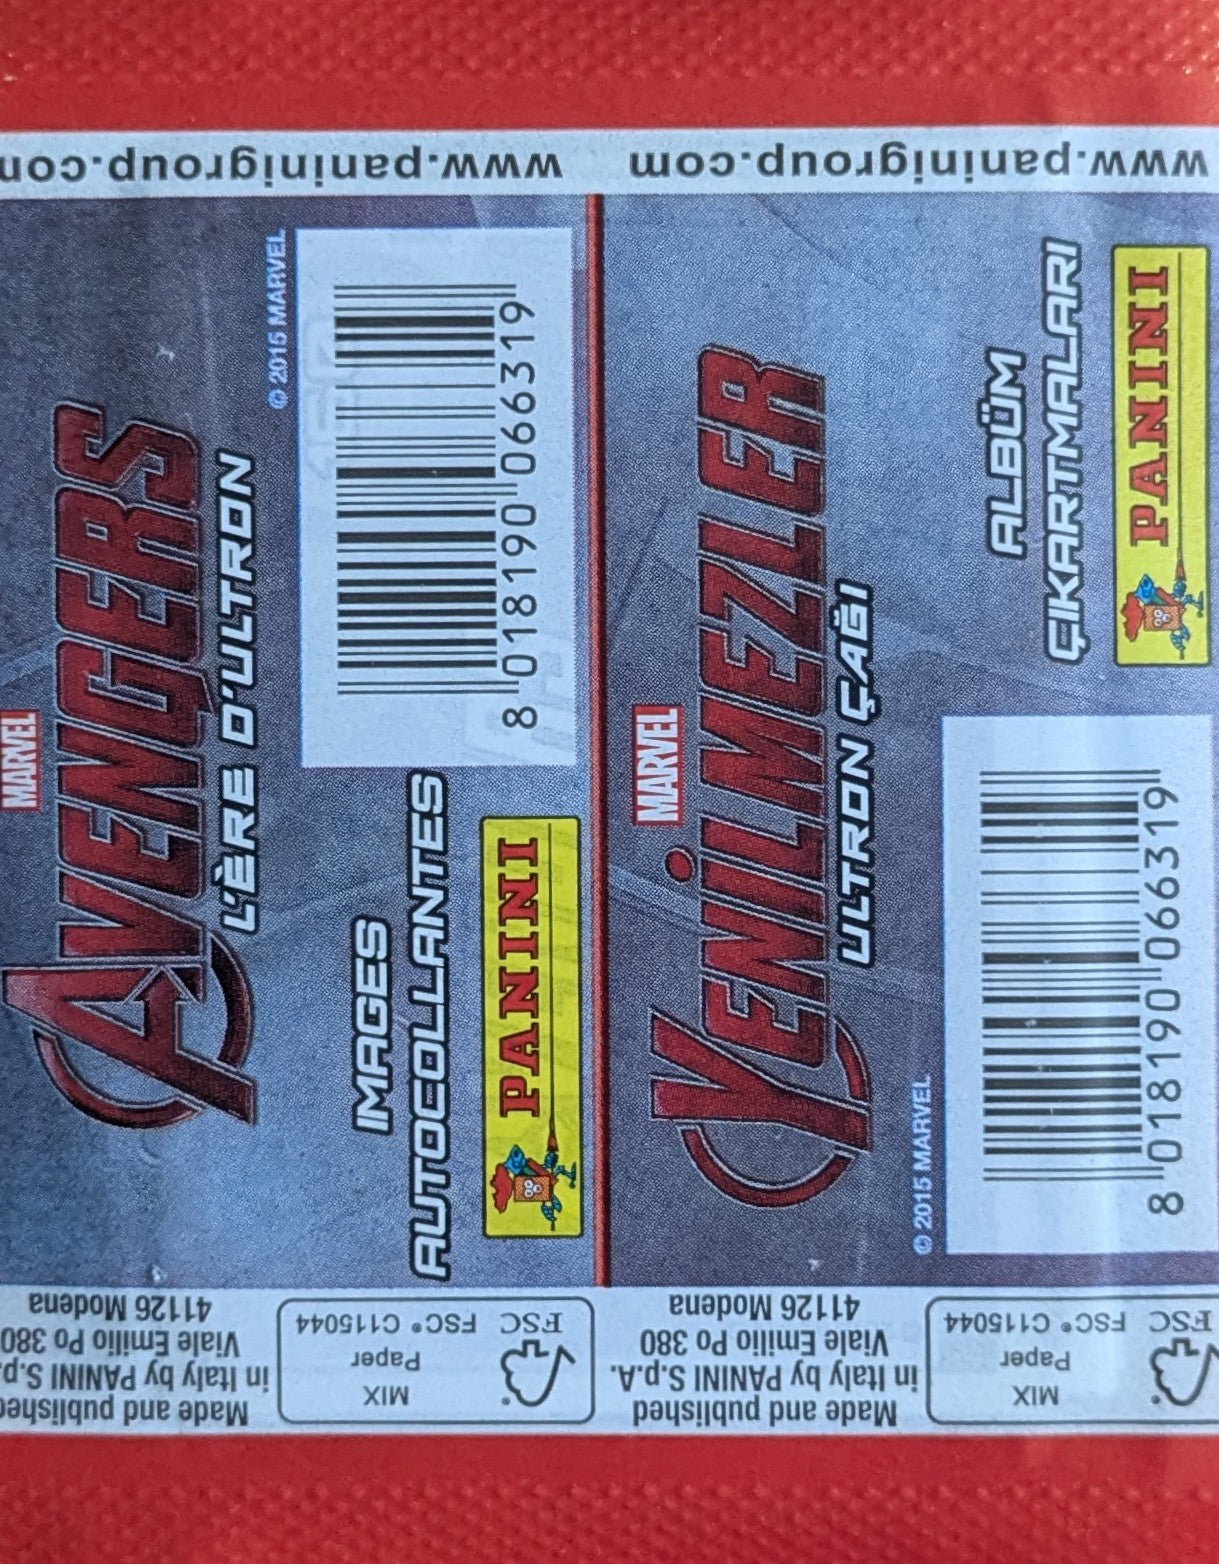 www.paninigroup.com
www.paninigroup.com
MARVEL
AVENGERS
L'ÈRE D'ULTRON
© 2015 MARVEL
8 018190 066319
IMAGES
AUTOCOLLANTES
PANINI
MARVEL
YENİLMEZLER
ULTRON ÇAĞI
ALBÜM
ÇIKARTMALARI
PANINI
© 2015 MARVEL
8 018190 066319
Made and published
in Italy by PANINI S.p.A.
Viale Emilio Po 380
41126 Modena
FSC
MIX
Paper
FSC® C115044
Made and published
in Italy by PANINI S.p.
Viale Emilio Po 380
41126 Modena
FSC
MIX
Paper
FSC® C115044